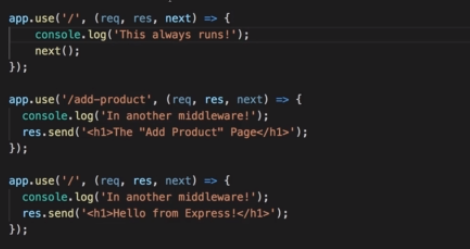 app.use('/', (req, res, next) => {
    console.log('This always runs!');
    next();
});

app.use('/add-product', (req, res, next) => {
  console.log('In another middleware!');
  res.send('<h1>The "Add Product" Page</h1>');
});

app.use('/', (req, res, next) => {
  console.log('In another middleware!');
  res.send('<h1>Hello from Express!</h1>');
});